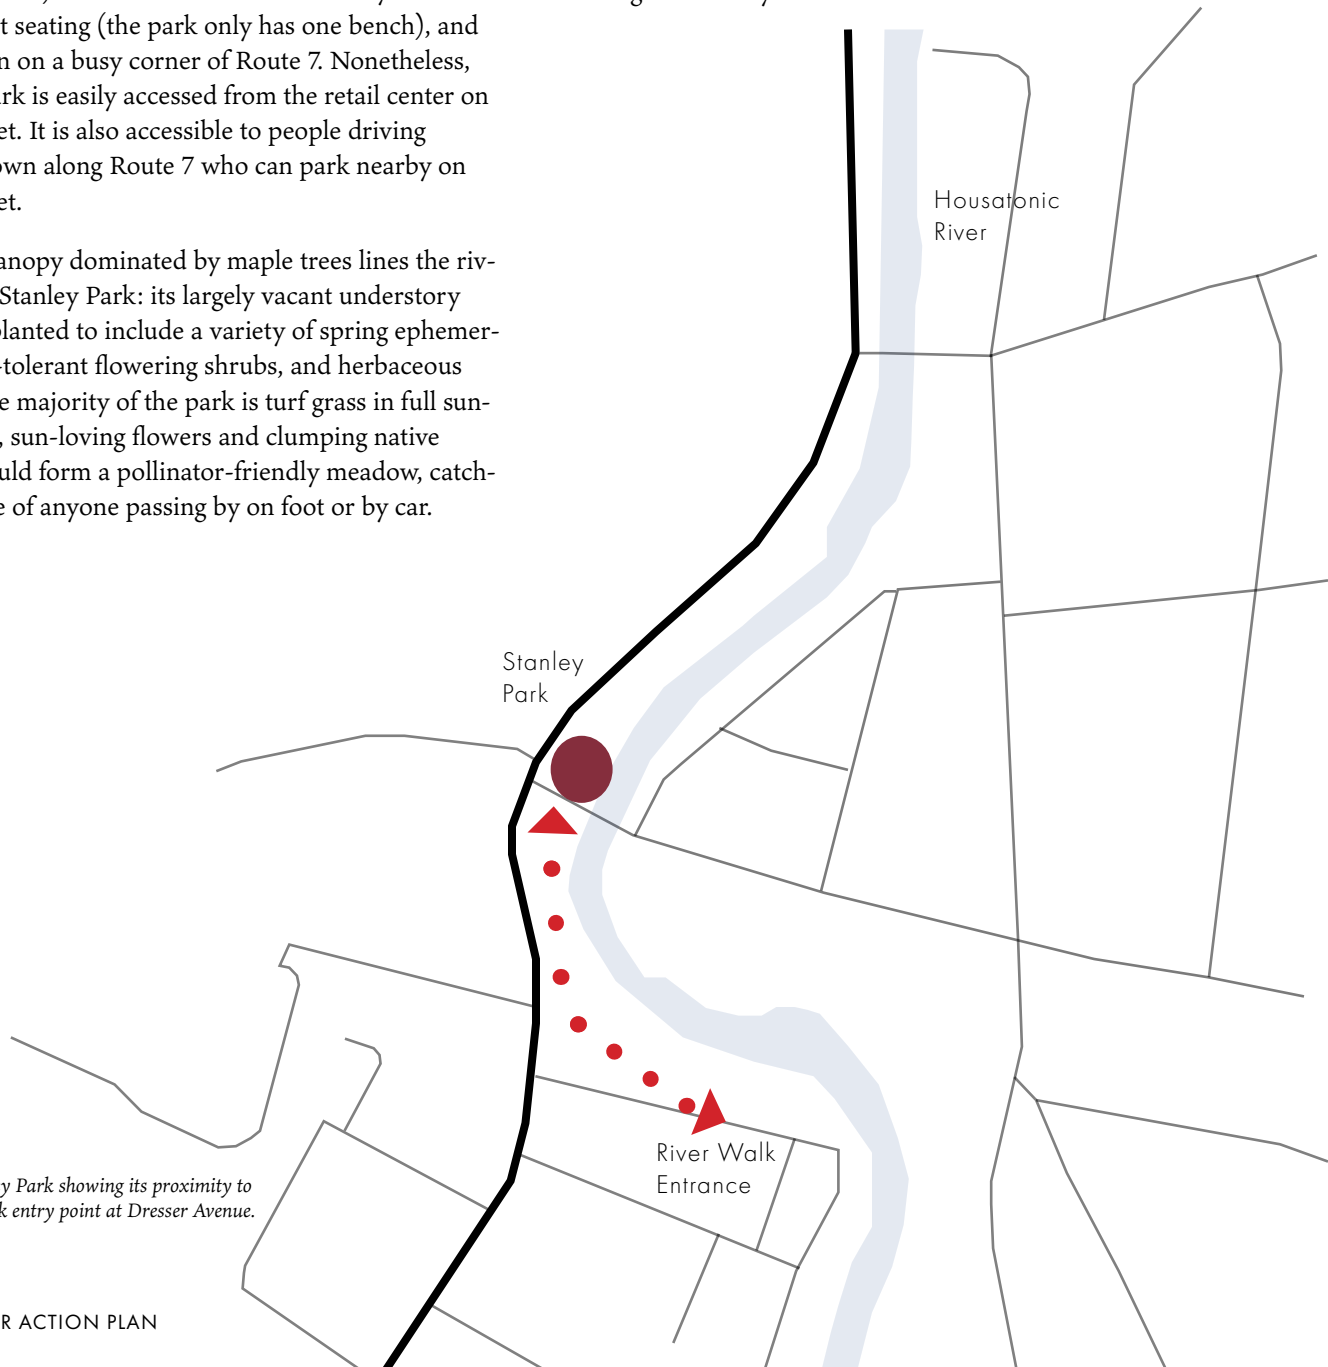 t seating (the park only has one bench), and
n on a busy corner of Route 7. Nonetheless,
rk is easily accessed from the retail center on
et. It is also accessible to people driving
own along Route 7 who can park nearby on
et.
anopy dominated by maple trees lines the riv-
Stanley Park: its largely vacant understory
planted to include a variety of spring ephemer-
-tolerant flowering shrubs, and herbaceous
e majority of the park is turf grass in full sun-
, sun-loving flowers and clumping native
uld form a pollinator-friendly meadow, catch-
e of anyone passing by on foot or by car.
Housatonic
River
Stanley
Park
River Walk
Entrance
y Park showing its proximity to
k entry point at Dresser Avenue.
R ACTION PLAN